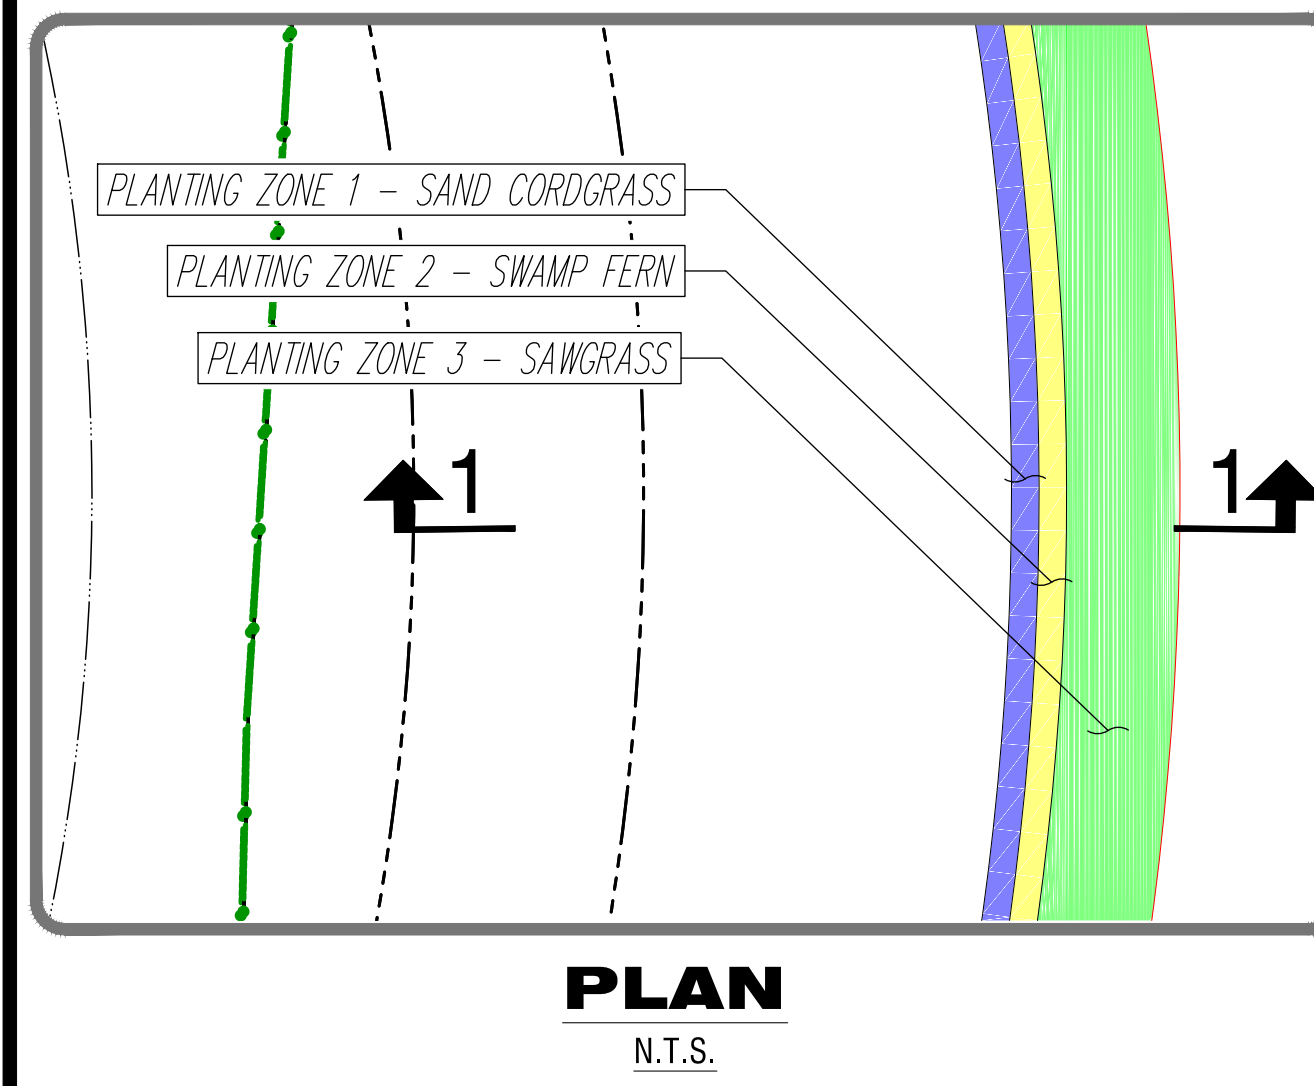 PLANTING ZONE 1 - SAND CORDGRASS
PLANTING ZONE 2 - SWAMP FERN
PLANTING ZONE 3 - SAWGRASS
1
1
PLAN
N.T.S.